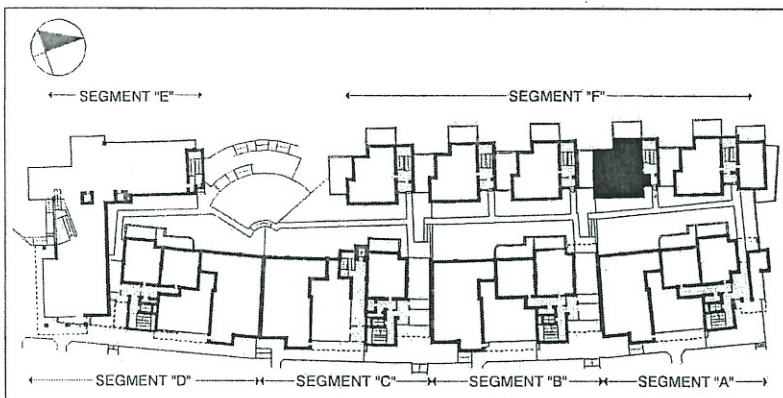 SEGMENT "E"
SEGMENT "F"
SEGMENT "D"
SEGMENT "C"
SEGMENT "B"
SEGMENT "A"